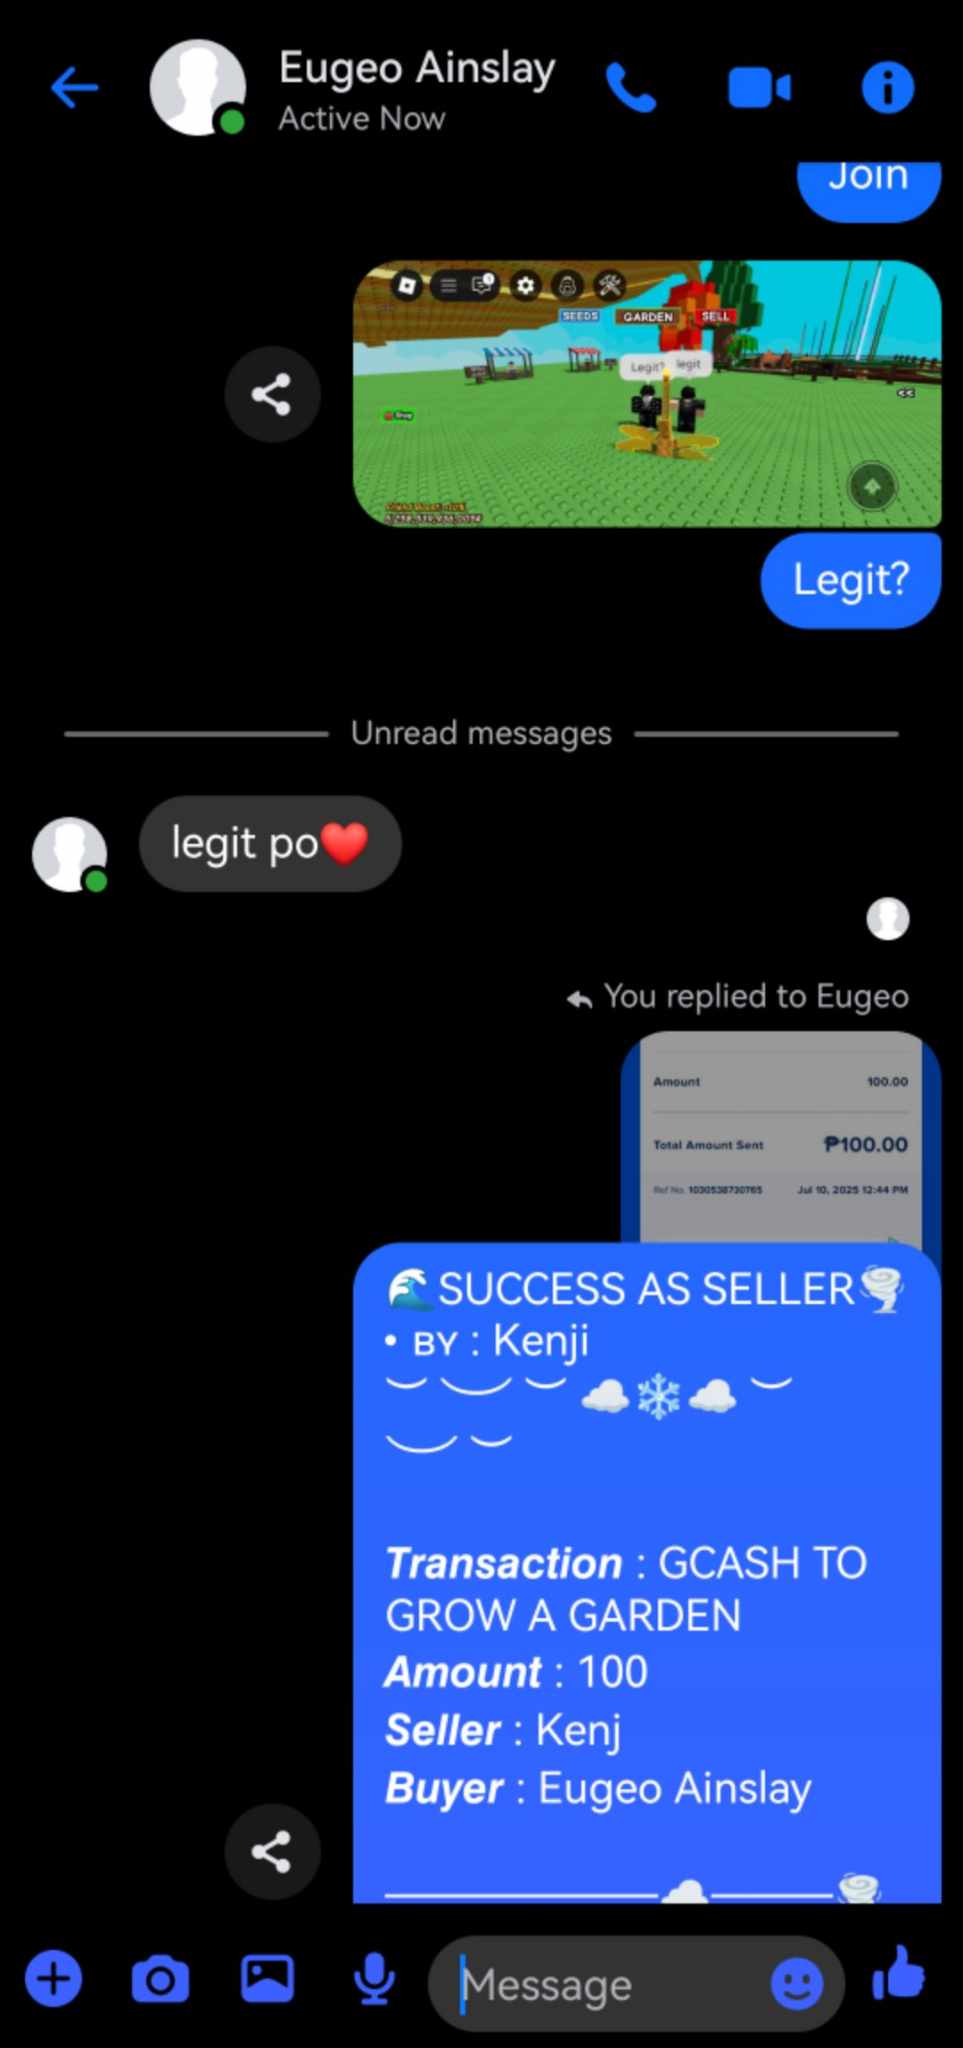 Eugeo Ainslay
Active Now
Join
SEEDS
GARDEN
SELL
Legit?
legit
Legit?
Unread messages
legit po❤️
You replied to Eugeo
Amount 100.00
Total Amount Sent ₱100.00
Ref No. 1030538730765 Jul 10, 2025 12:44 PM
🌊SUCCESS AS SELLER🌪️
• ʙʏ : Kenji
Transaction : GCASH TO
GROW A GARDEN
Amount : 100
Seller : Kenj
Buyer : Eugeo Ainslay
Message